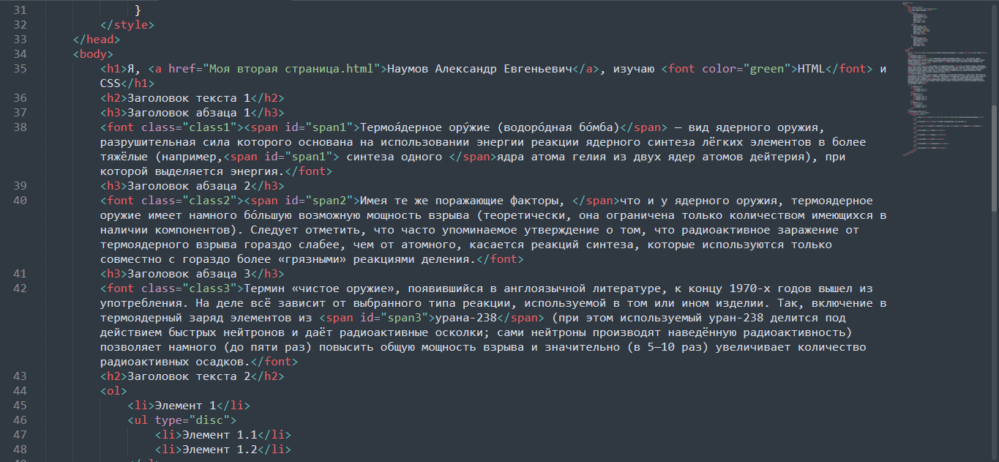 31 }
32 </style>
33 </head>
34 <body>
35 <h1>Я, <a href="Моя вторая страница.html">Наумов Александр Евгеньевич</a>, изучаю <font color="green">HTML</font> и
CSS</h1>
36 <h2>Заголовок текста 1</h2>
37 <h3>Заголовок абзаца 1</h3>
38 <font class="class1"><span id="span1">Термоя́дерное ору́жие (водоро́дная бо́мба)</span> — вид ядерного оружия,
разрушительная сила которого основана на использовании энергии реакции ядерного синтеза лёгких элементов в более
тяжёлые (например,<span id="span1"> синтеза одного </span>ядра атома гелия из двух ядер атомов дейтерия), при
которой выделяется энергия.</font>
39 <h3>Заголовок абзаца 2</h3>
40 <font class="class2"><span id="span2">Имея те же поражающие факторы, </span>что и у ядерного оружия, термоядерное
оружие имеет намного бо́льшую возможную мощность взрыва (теоретически, она ограничена только количеством имеющихся в
наличии компонентов). Следует отметить, что часто упоминаемое утверждение о том, что радиоактивное заражение от
термоядерного взрыва гораздо слабее, чем от атомного, касается реакций синтеза, которые используются только
совместно с гораздо более «грязными» реакциями деления.</font>
41 <h3>Заголовок абзаца 3</h3>
42 <font class="class3">Термин «чистое оружие», появившийся в англоязычной литературе, к концу 1970-х годов вышел из
употребления. На деле всё зависит от выбранного типа реакции, используемой в том или ином изделии. Так, включение в
термоядерный заряд элементов из <span id="span3">урана-238</span> (при этом используемый уран-238 делится под
действием быстрых нейтронов и даёт радиоактивные осколки; сами нейтроны производят наведённую радиоактивность)
позволяет намного (до пяти раз) повысить общую мощность взрыва и значительно (в 5—10 раз) увеличивает количество
радиоактивных осадков.</font>
43 <h2>Заголовок текста 2</h2>
44 <ol>
45 <li>Элемент 1</li>
46 <ul type="disc">
47 <li>Элемент 1.1</li>
48 <li>Элемент 1.2</li>